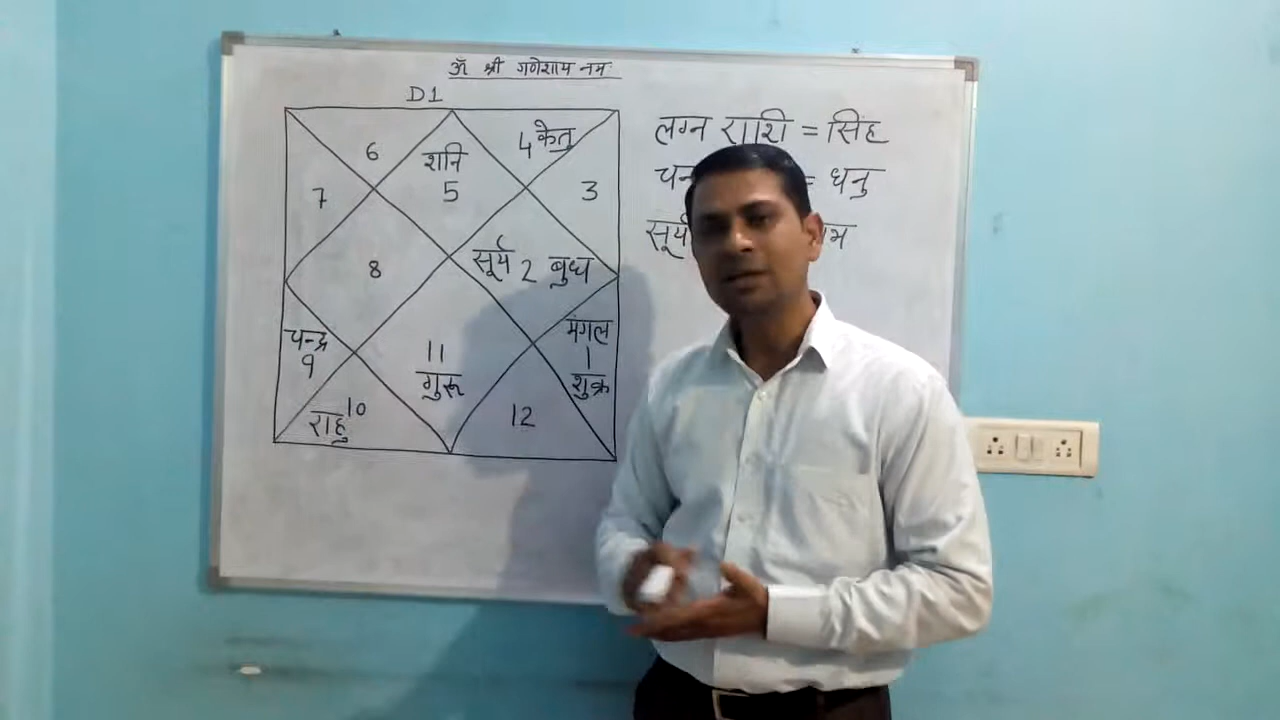 ॐ श्री गणेशाय नम
D1
6
शनि
5
4 केतु
7
3
8
सूर्य 2 बुध
चन्द्र
9
11
गुरू
मंगल
1
शुक्र
राहु 10
12
लग्न राशि = सिंह
= धनु
सूर्य